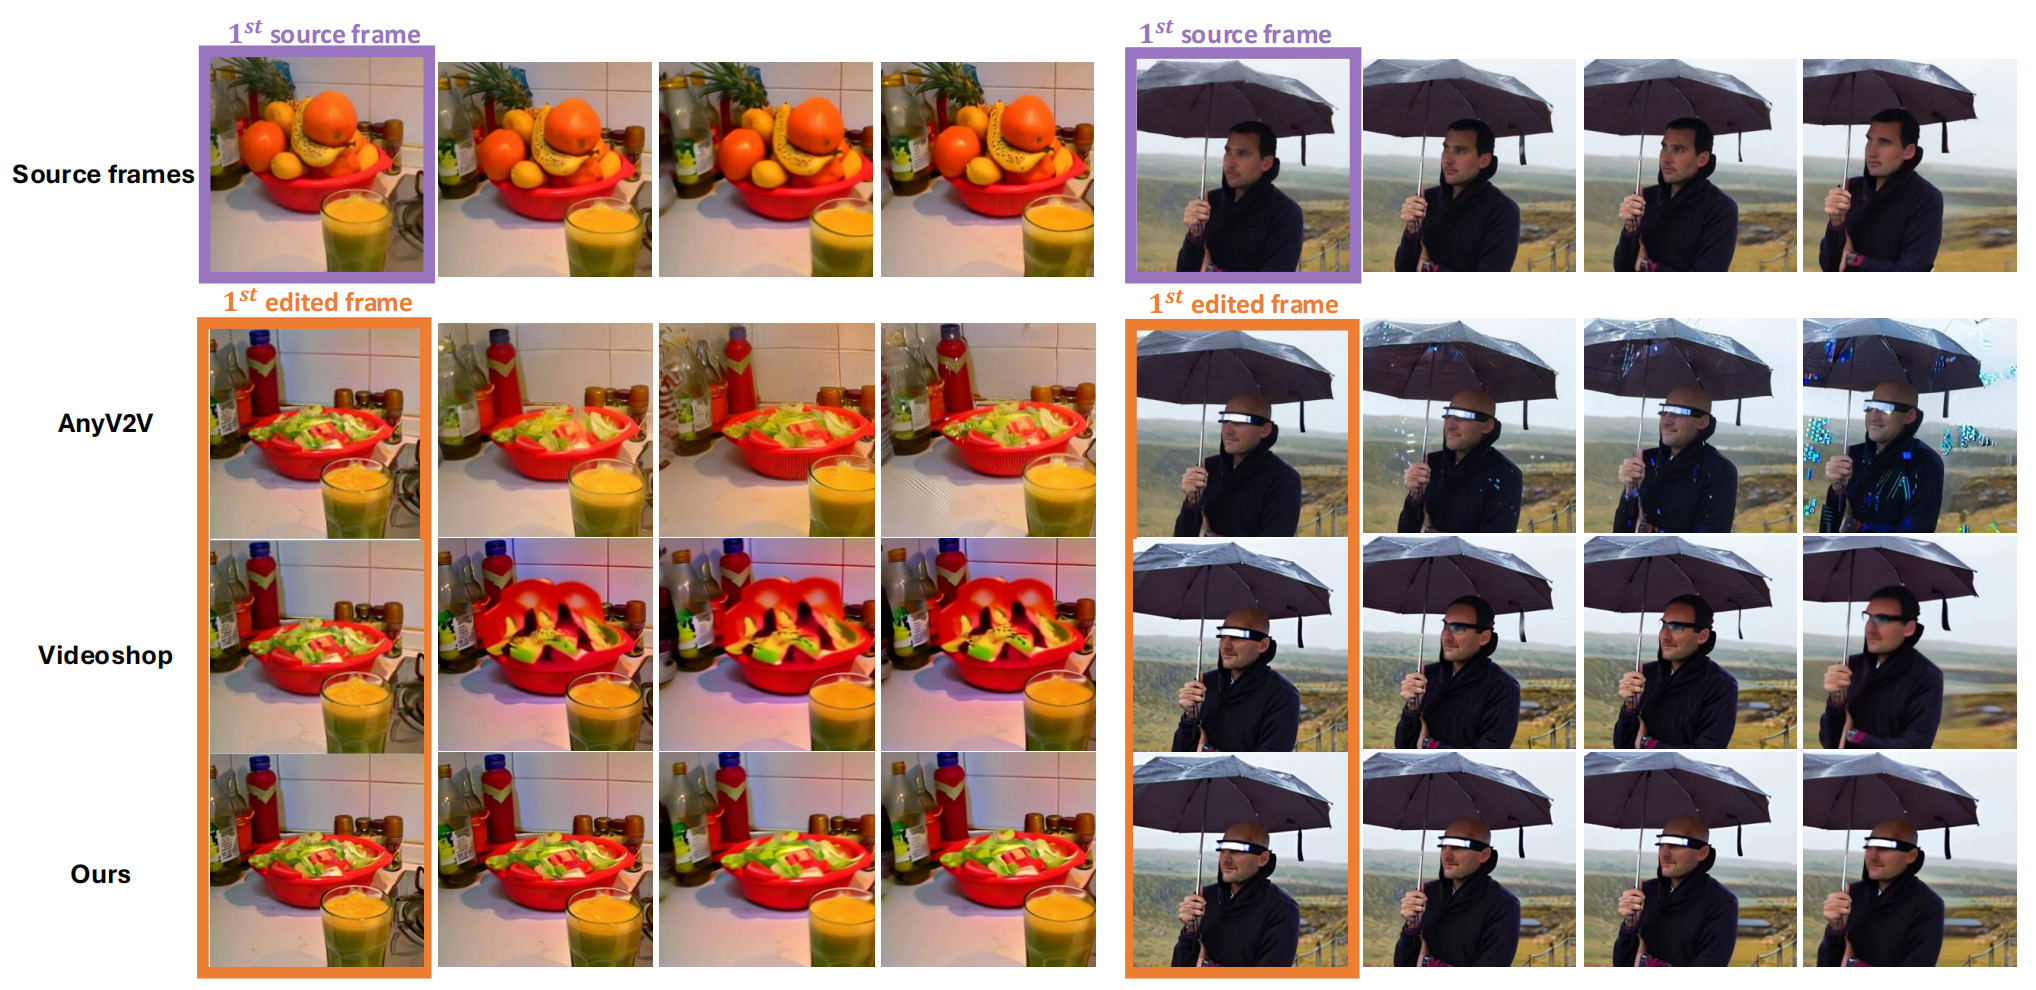 1st source frame
1st source frame
Source frames
1st edited frame
1st edited frame
AnyV2V
Videoshop
Ours